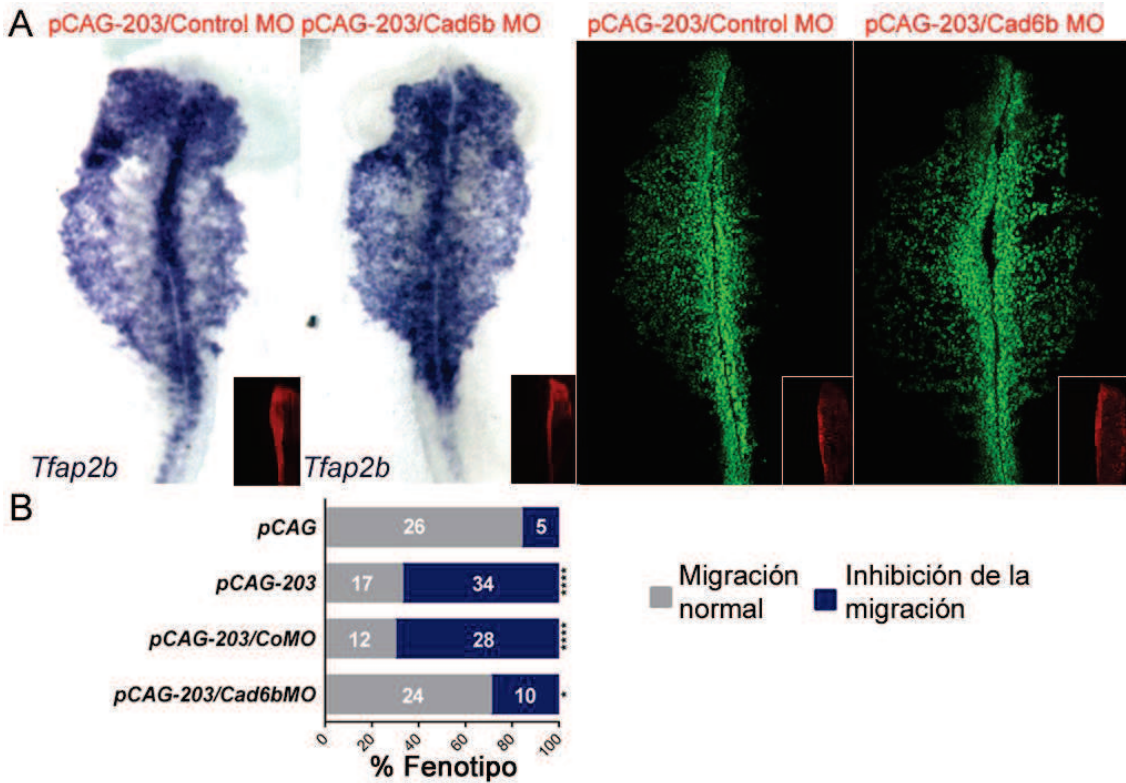 A
pCAG-203/Control MO
pCAG-203/Cad6b MO
pCAG-203/Control MO
pCAG-203/Cad6b MO
Tfap2b
Tfap2b
B
pCAG
26
5
pCAG-203
17
34
****
pCAG-203/CoMO
12
28
****
pCAG-203/Cad6bMO
24
10
*
0
20
40
60
80
100
% Fenotipo
Migración
normal
Inhibición de la
migración